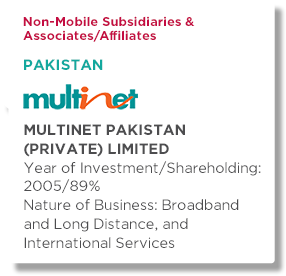 Non-Mobile Subsidiaries &
Associates/Affiliates
PAKISTAN
multinet
MULTINET PAKISTAN
(PRIVATE) LIMITED
Year of Investment/Shareholding:
2005/89%
Nature of Business: Broadband
and Long Distance, and
International Services